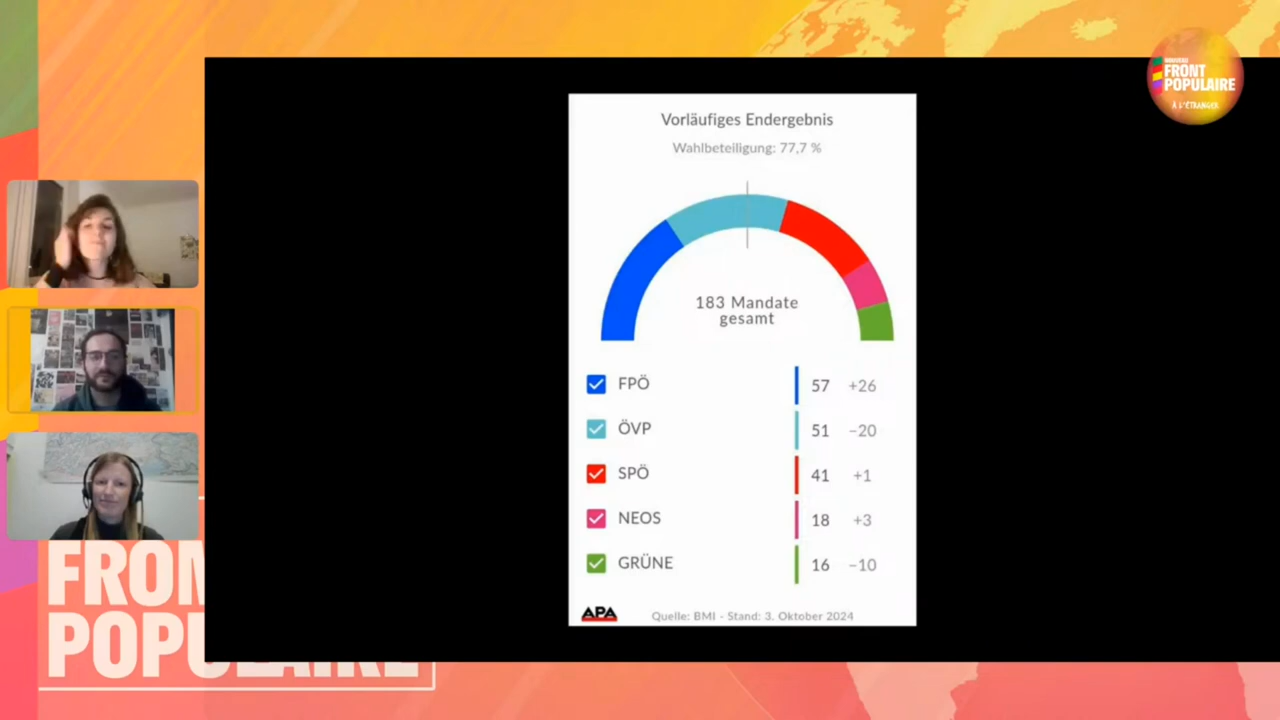 NOUVEAU
FRONT
POPULAIRE
À L'ÉTRANGER
Vorläufiges Endergebnis
Wahlbeteiligung: 77,7 %
183 Mandate
gesamt
FPÖ 57 +26
ÖVP 51 −20
SPÖ 41 +1
NEOS 18 +3
GRÜNE 16 −10
APA Quelle: BMI - Stand: 3. Oktober 2024
FRON
POPULAIRE